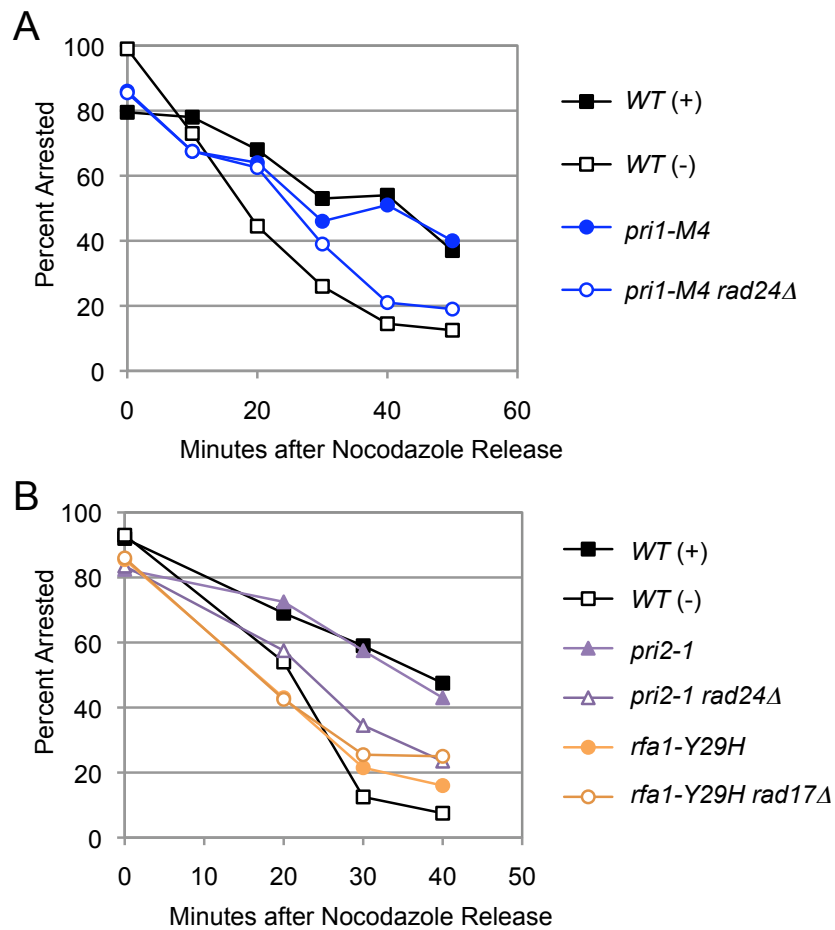 A
Percent Arrested
100
80
60
40
20
0
0
20
40
60
Minutes after Nocodazole Release
WT (+)
WT (-)
pri1-M4
pri1-M4 rad24Δ
B
Percent Arrested
100
80
60
40
20
0
0
10
20
30
40
50
Minutes after Nocodazole Release
WT (+)
WT (-)
pri2-1
pri2-1 rad24Δ
rfa1-Y29H
rfa1-Y29H rad17Δ